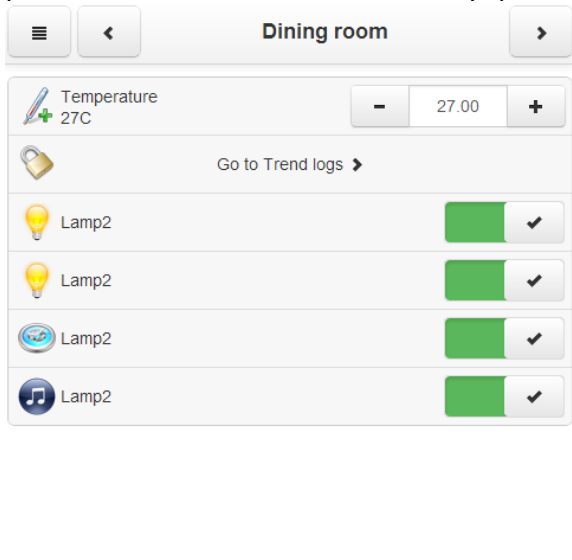 Dining room
Temperature
27C
27.00
Go to Trend logs
Lamp2
Lamp2
Lamp2
Lamp2